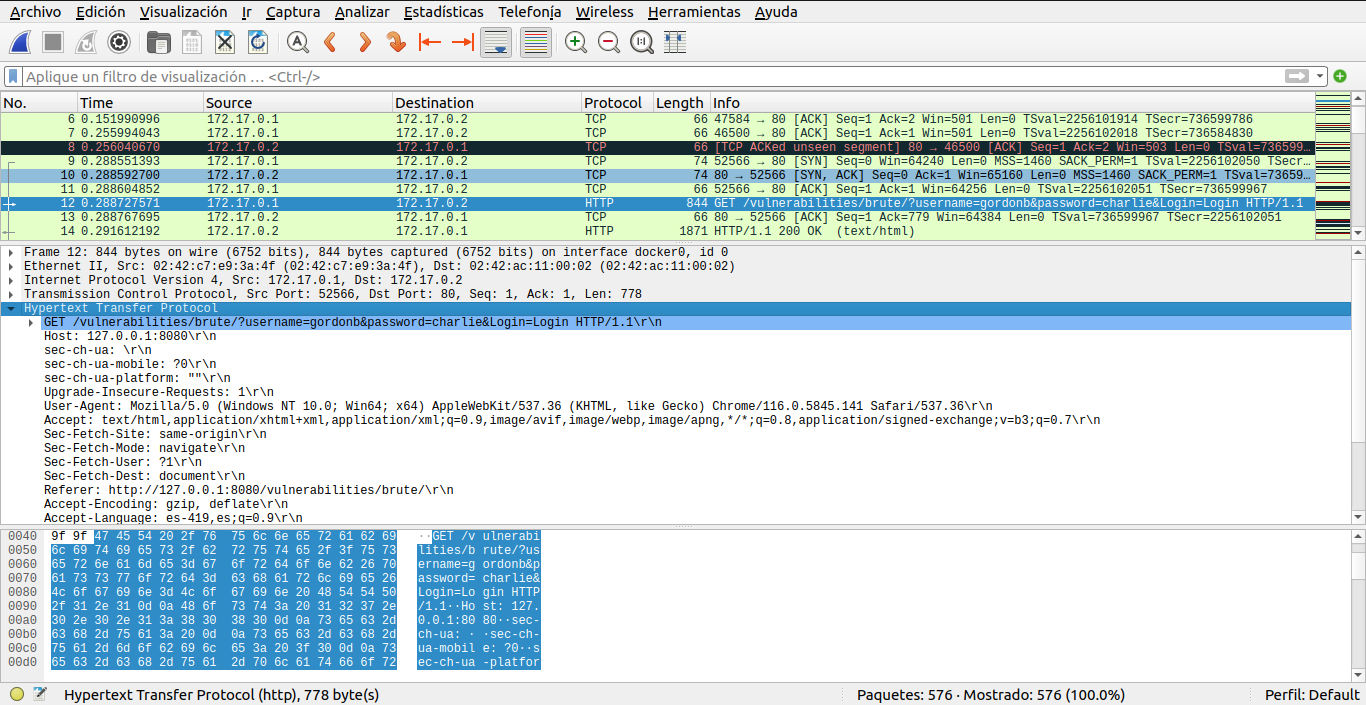 Archivo Edición Visualización Ir Captura Analizar Estadísticas Telefonía Wireless Herramientas Ayuda
Aplique un filtro de visualización … <Ctrl-/>
No. Time Source Destination Protocol Length Info
6 0.151990996 172.17.0.1 172.17.0.2 TCP 66 47584 → 80 [ACK] Seq=1 Ack=2 Win=501 Len=0 TSval=2256101914 TSecr=736599786
7 0.255994043 172.17.0.1 172.17.0.2 TCP 66 46500 → 80 [ACK] Seq=1 Ack=1 Win=501 Len=0 TSval=2256102018 TSecr=736584830
8 0.256040670 172.17.0.2 172.17.0.1 TCP 66 [TCP ACKed unseen segment] 80 → 46500 [ACK] Seq=1 Ack=2 Win=503 Len=0 TSval=736599…
9 0.288551393 172.17.0.1 172.17.0.2 TCP 74 52566 → 80 [SYN] Seq=0 Win=64240 Len=0 MSS=1460 SACK_PERM=1 TSval=2256102050 TSecr…
10 0.288592700 172.17.0.2 172.17.0.1 TCP 74 80 → 52566 [SYN, ACK] Seq=0 Ack=1 Win=65160 Len=0 MSS=1460 SACK_PERM=1 TSval=73659…
11 0.288604852 172.17.0.1 172.17.0.2 TCP 66 52566 → 80 [ACK] Seq=1 Ack=1 Win=64256 Len=0 TSval=2256102051 TSecr=736599967
12 0.288727571 172.17.0.1 172.17.0.2 HTTP 844 GET /vulnerabilities/brute/?username=gordonb&password=charlie&Login=Login HTTP/1.1
13 0.288767695 172.17.0.2 172.17.0.1 TCP 66 80 → 52566 [ACK] Seq=1 Ack=779 Win=64384 Len=0 TSval=736599967 TSecr=2256102051
14 0.291612192 172.17.0.2 172.17.0.1 HTTP 1871 HTTP/1.1 200 OK (text/html)
Frame 12: 844 bytes on wire (6752 bits), 844 bytes captured (6752 bits) on interface docker0, id 0
Ethernet II, Src: 02:42:c7:e9:3a:4f (02:42:c7:e9:3a:4f), Dst: 02:42:ac:11:00:02 (02:42:ac:11:00:02)
Internet Protocol Version 4, Src: 172.17.0.1, Dst: 172.17.0.2
Transmission Control Protocol, Src Port: 52566, Dst Port: 80, Seq: 1, Ack: 1, Len: 778
Hypertext Transfer Protocol
GET /vulnerabilities/brute/?username=gordonb&password=charlie&Login=Login HTTP/1.1\r\n
Host: 127.0.0.1:8080\r\n
sec-ch-ua: \r\n
sec-ch-ua-mobile: ?0\r\n
sec-ch-ua-platform: ""\r\n
Upgrade-Insecure-Requests: 1\r\n
User-Agent: Mozilla/5.0 (Windows NT 10.0; Win64; x64) AppleWebKit/537.36 (KHTML, like Gecko) Chrome/116.0.5845.141 Safari/537.36\r\n
Accept: text/html,application/xhtml+xml,application/xml;q=0.9,image/avif,image/webp,image/apng,*/*;q=0.8,application/signed-exchange;v=b3;q=0.7\r\n
Sec-Fetch-Site: same-origin\r\n
Sec-Fetch-Mode: navigate\r\n
Sec-Fetch-User: ?1\r\n
Sec-Fetch-Dest: document\r\n
Referer: http://127.0.0.1:8080/vulnerabilities/brute/\r\n
Accept-Encoding: gzip, deflate\r\n
Accept-Language: es-419,es;q=0.9\r\n
0040 9f 9f 47 45 54 20 2f 76 75 6c 6e 65 72 61 62 69 ··GET /v ulnerabi
0050 6c 69 74 69 65 73 2f 62 72 75 74 65 2f 3f 75 73 lities/b rute/?us
0060 65 72 6e 61 6d 65 3d 67 6f 72 64 6f 6e 62 26 70 ername=g ordonb&p
0070 61 73 73 77 6f 72 64 3d 63 68 61 72 6c 69 65 26 assword= charlie&
0080 4c 6f 67 69 6e 3d 4c 6f 67 69 6e 20 48 54 54 50 Login=Lo gin HTTP
0090 2f 31 2e 31 0d 0a 48 6f 73 74 3a 20 31 32 37 2e /1.1··Ho st: 127.
00a0 30 2e 30 2e 31 3a 38 30 38 30 0d 0a 73 65 63 2d 0.0.1:80 80··sec-
00b0 63 68 2d 75 61 3a 20 0d 0a 73 65 63 2d 63 68 2d ch-ua: · ·sec-ch-
00c0 75 61 2d 6d 6f 62 69 6c 65 3a 20 3f 30 0d 0a 73 ua-mobil e: ?0··s
00d0 65 63 2d 63 68 2d 75 61 2d 70 6c 61 74 66 6f 72 ec-ch-ua -platfor
Hypertext Transfer Protocol (http), 778 byte(s) Paquetes: 576 · Mostrado: 576 (100.0%) Perfil: Default